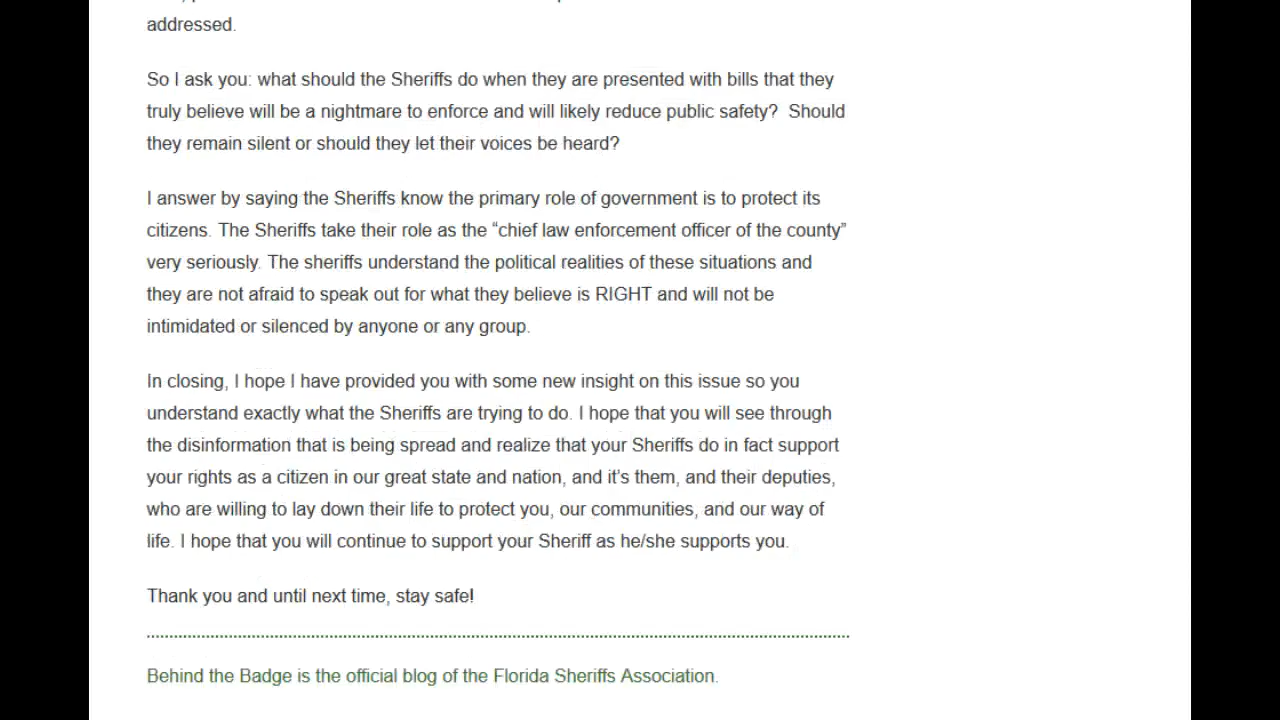 addressed.
So I ask you: what should the Sheriffs do when they are presented with bills that they
truly believe will be a nightmare to enforce and will likely reduce public safety?  Should
they remain silent or should they let their voices be heard?
I answer by saying the Sheriffs know the primary role of government is to protect its
citizens. The Sheriffs take their role as the “chief law enforcement officer of the county”
very seriously. The sheriffs understand the political realities of these situations and
they are not afraid to speak out for what they believe is RIGHT and will not be
intimidated or silenced by anyone or any group.
In closing, I hope I have provided you with some new insight on this issue so you
understand exactly what the Sheriffs are trying to do. I hope that you will see through
the disinformation that is being spread and realize that your Sheriffs do in fact support
your rights as a citizen in our great state and nation, and it’s them, and their deputies,
who are willing to lay down their life to protect you, our communities, and our way of
life. I hope that you will continue to support your Sheriff as he/she supports you.
Thank you and until next time, stay safe!
Behind the Badge is the official blog of the Florida Sheriffs Association.